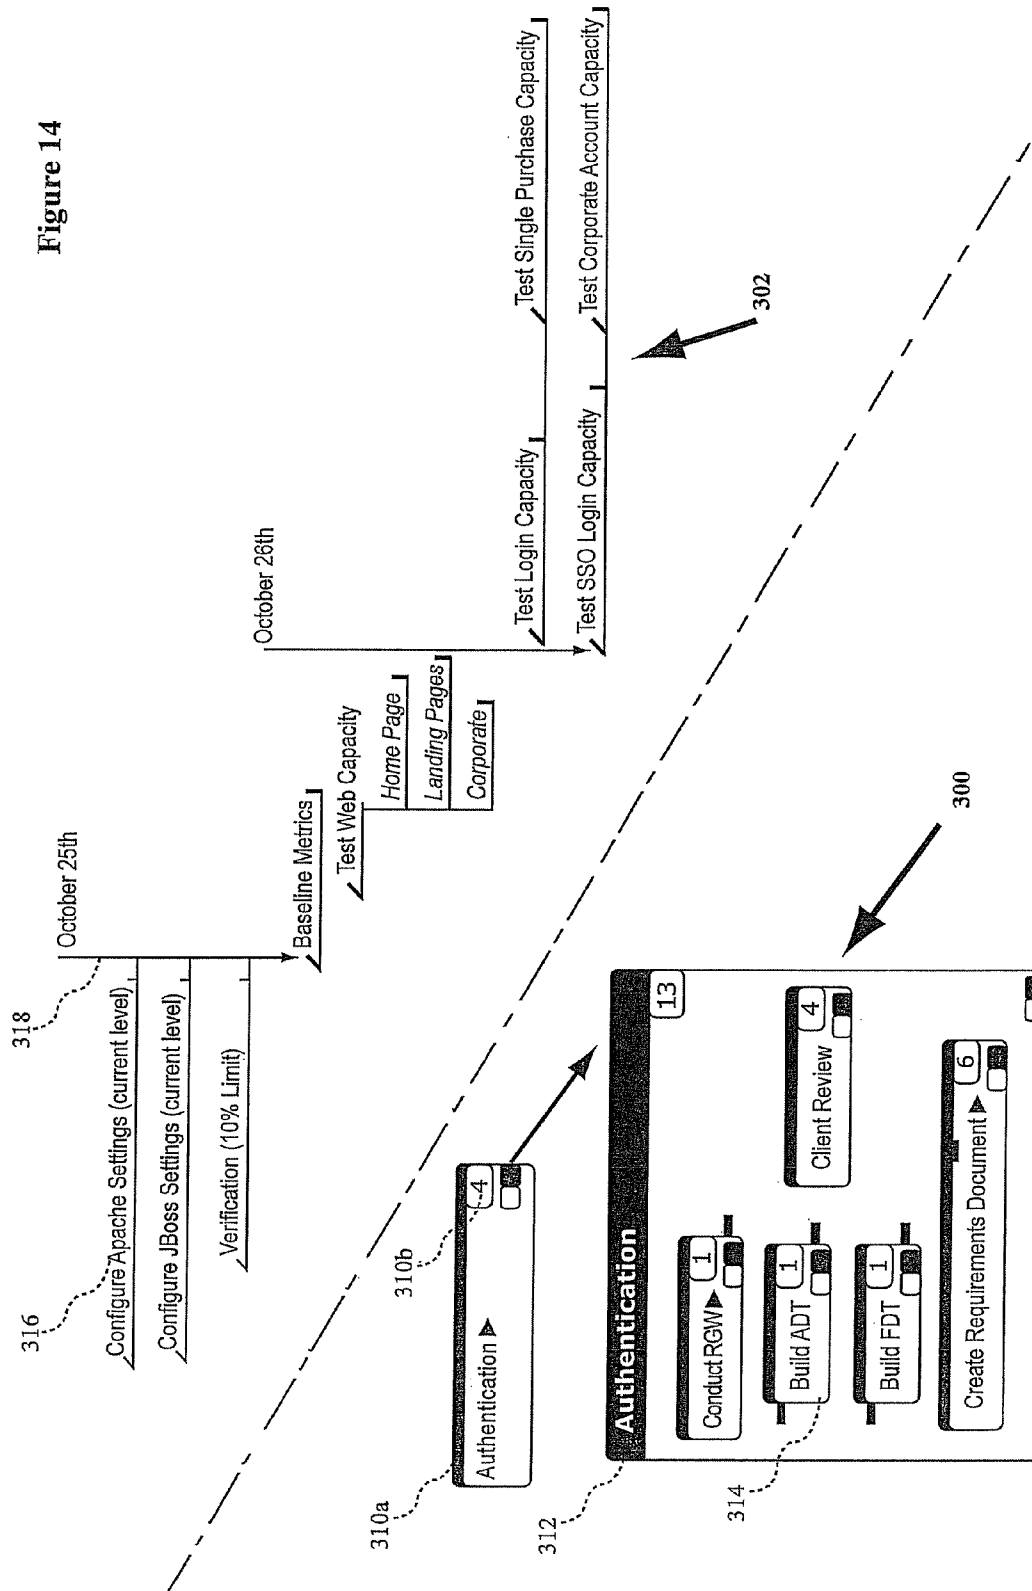 Figure 14
318
October 25th
316
Configure Apache Settings (current level)
Configure JBoss Settings (current level)
Verification (10% Limit)
Baseline Metrics
Test Web Capacity
Home Page
Landing Pages
Corporate
October 26th
Test Login Capacity
Test Single Purchase Capacity
Test SSO Login Capacity
Test Corporate Account Capacity
302
310a
310b
Authentication
4
300
312
Authentication
13
Conduct RGW
1
Build ADT
1
314
Build FDT
1
Client Review
4
Create Requirements Document
6